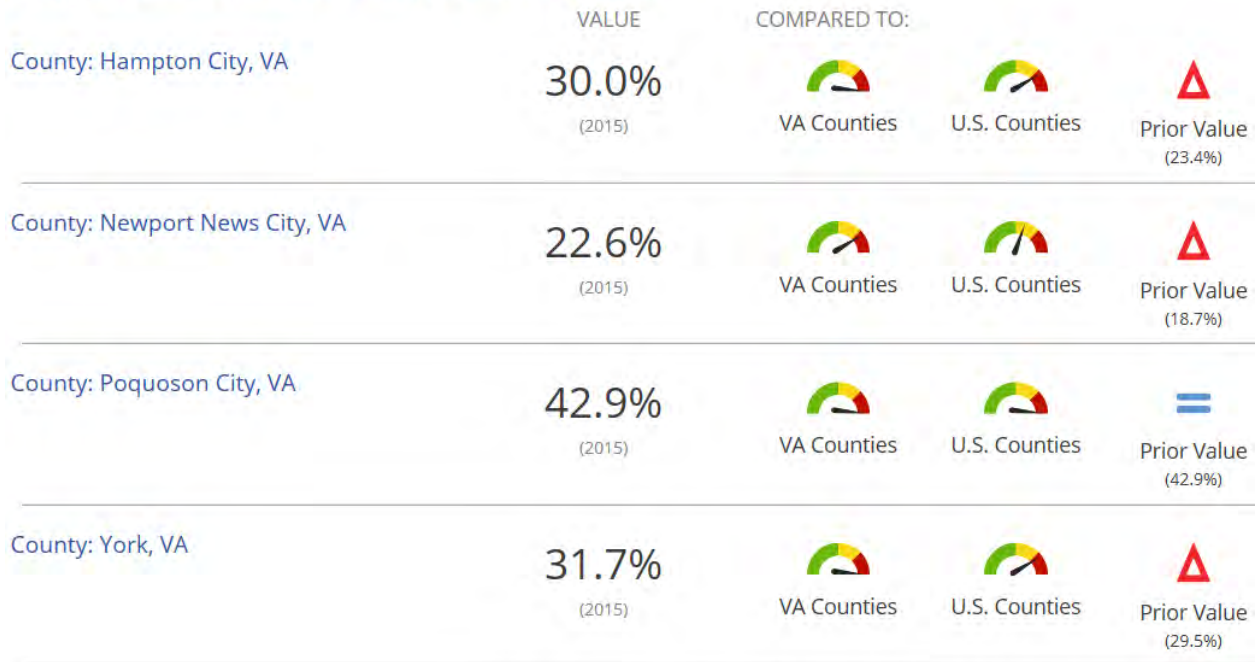 VALUE COMPARED TO:
County: Hampton City, VA
30.0%
(2015)
VA Counties U.S. Counties Prior Value
(23.4%)
County: Newport News City, VA
22.6%
(2015)
VA Counties U.S. Counties Prior Value
(18.7%)
County: Poquoson City, VA
42.9%
(2015)
VA Counties U.S. Counties Prior Value
(42.9%)
County: York, VA
31.7%
(2015)
VA Counties U.S. Counties Prior Value
(29.5%)